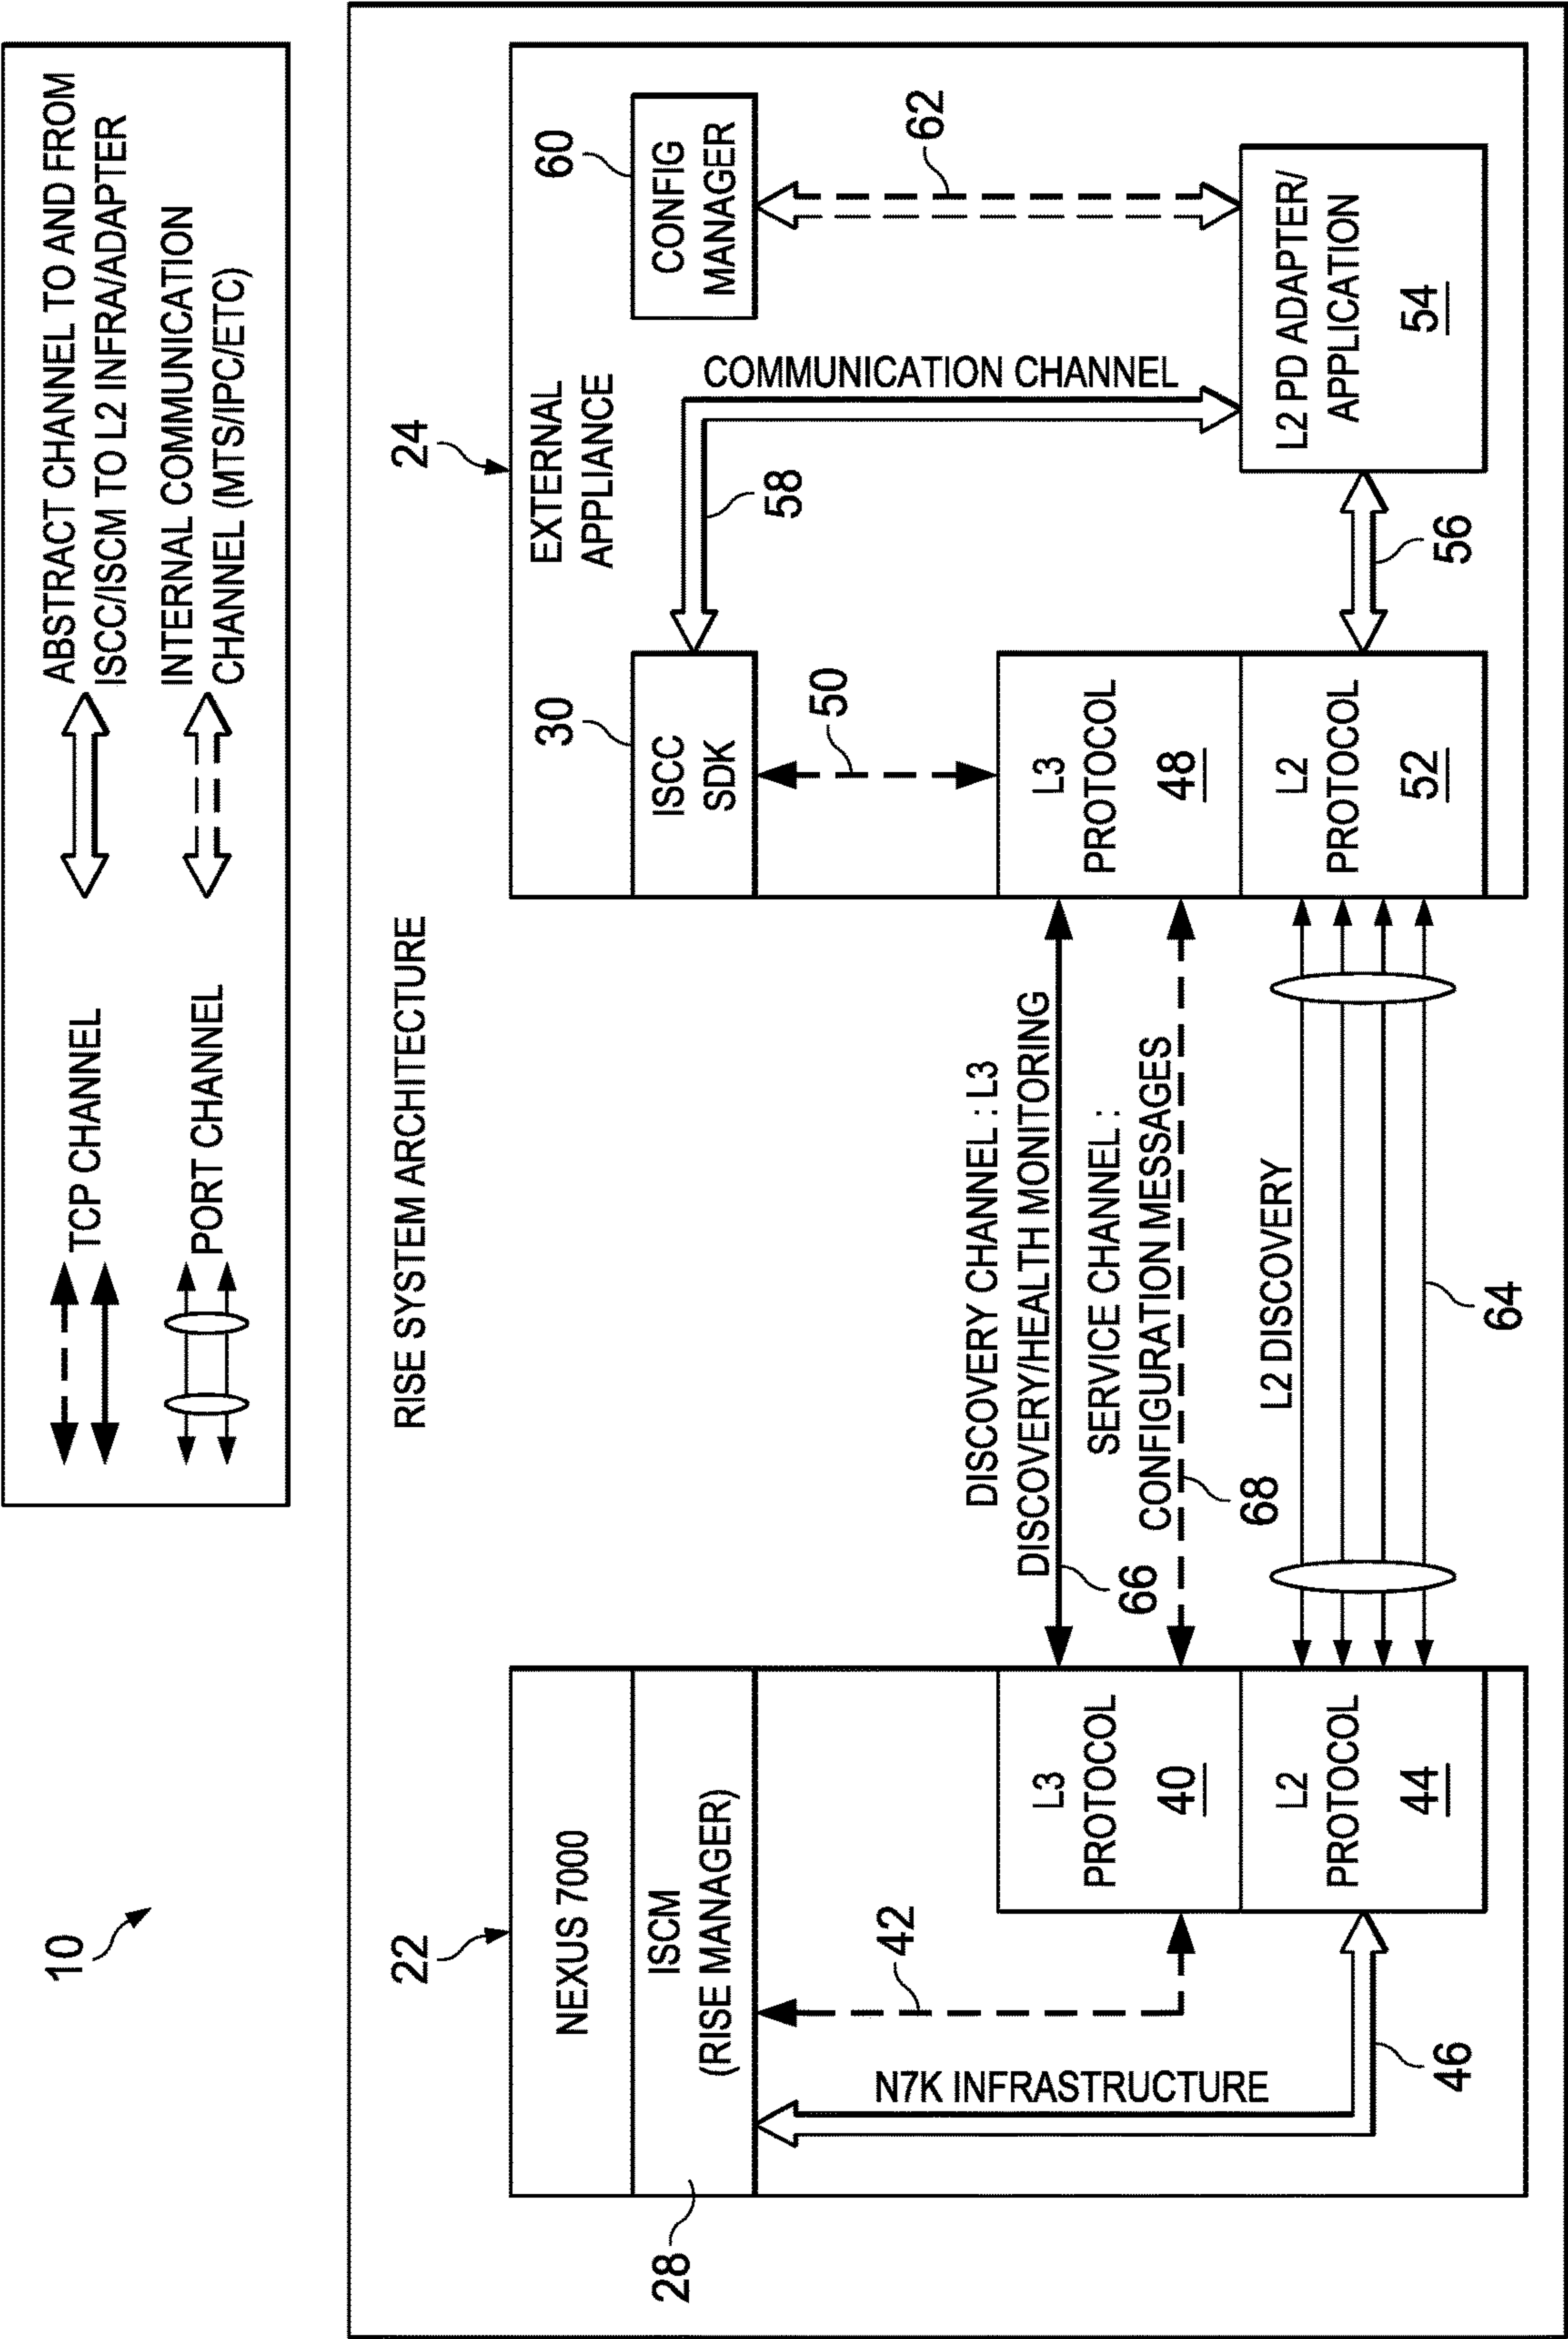 10
TCP CHANNEL
PORT CHANNEL
ABSTRACT CHANNEL TO AND FROM
ISCC/ISCM TO L2 INFRA/ADAPTER
INTERNAL COMMUNICATION
CHANNEL (MTS/IPC/ETC)
RISE SYSTEM ARCHITECTURE
22
NEXUS 7000
28
ISCM
(RISE MANAGER)
N7K INFRASTRUCTURE
42
46
L3
PROTOCOL
40
L2
PROTOCOL
44
DISCOVERY CHANNEL : L3
DISCOVERY/HEALTH MONITORING
66
SERVICE CHANNEL :
CONFIGURATION MESSAGES
68
L2 DISCOVERY
64
24
EXTERNAL
APPLIANCE
30
ISCC
SDK
50
L3
PROTOCOL
48
L2
PROTOCOL
52
58
COMMUNICATION CHANNEL
56
60
CONFIG
MANAGER
62
L2 PD ADAPTER/
APPLICATION
54